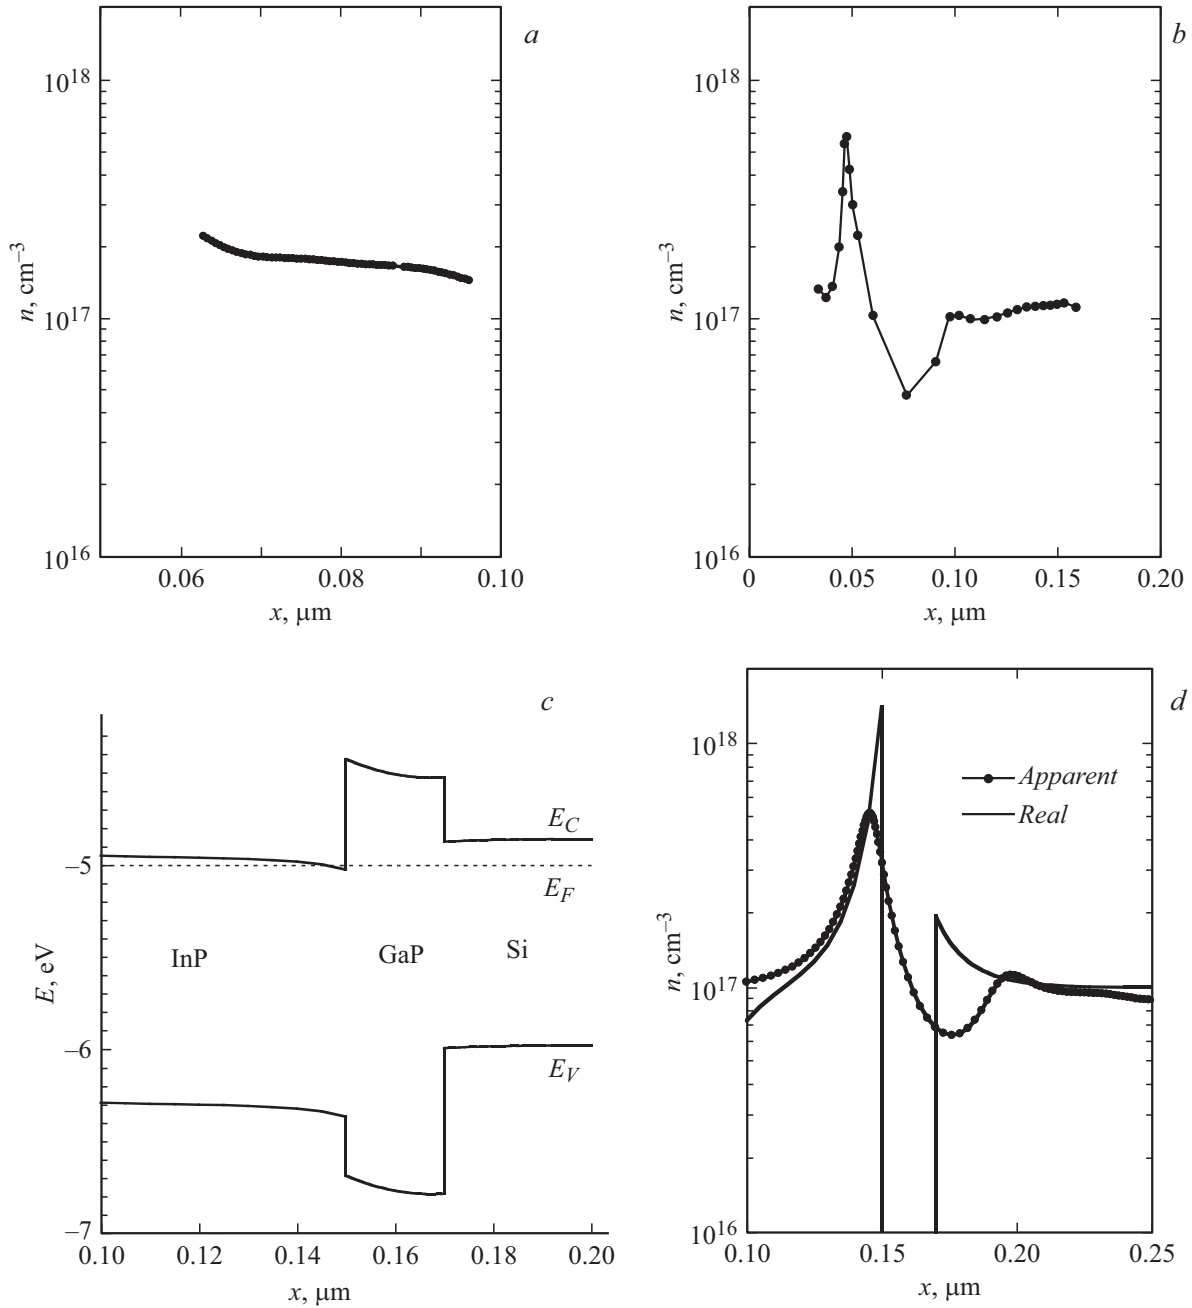 a
10^18
10^17
10^16
n, cm^–3
0.06
0.08
0.10
x, μm
b
10^18
10^17
10^16
n, cm^–3
0
0.05
0.10
0.15
0.20
x, μm
c
–5
–6
–7
E, eV
E_C
E_F
E_V
InP
GaP
Si
0.10
0.12
0.14
0.16
0.18
0.20
x, μm
d
10^18
10^17
10^16
n, cm^–3
Apparent
Real
0.10
0.15
0.20
0.25
x, μm